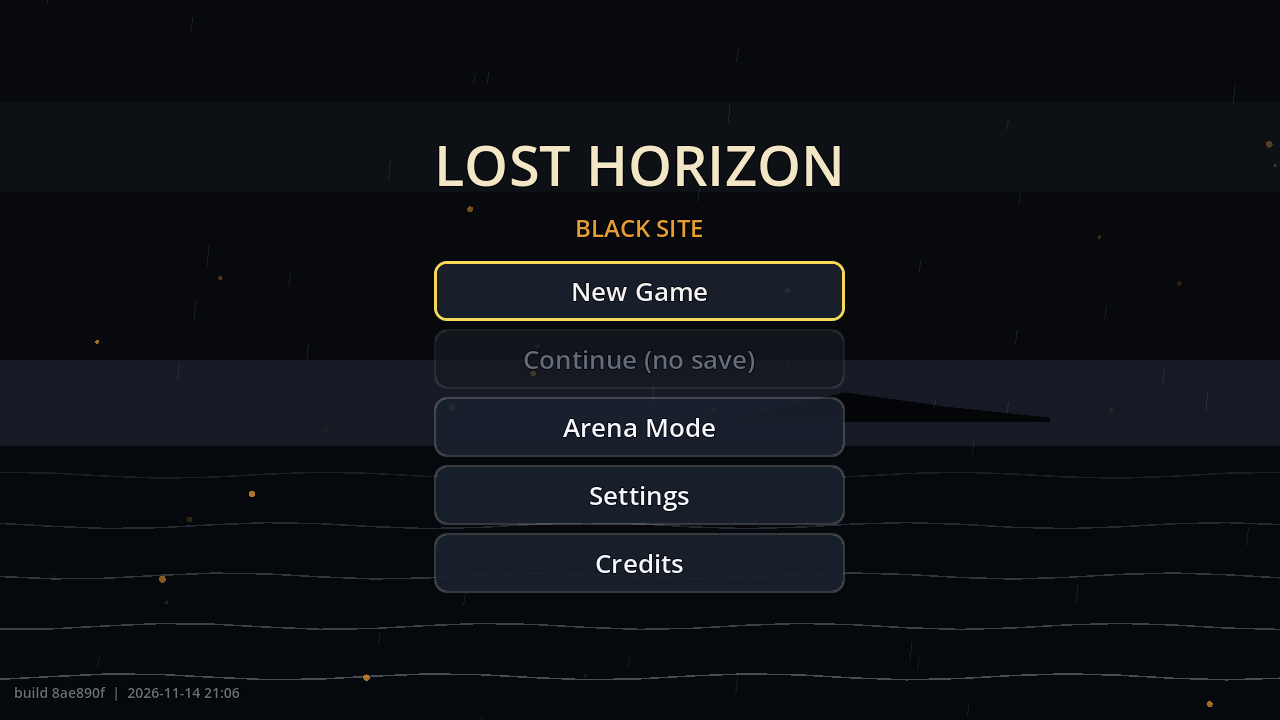 LOST HORIZON
BLACK SITE
New Game
Continue (no save)
Arena Mode
Settings
Credits
build 8ae890f | 2026-11-14 21:06